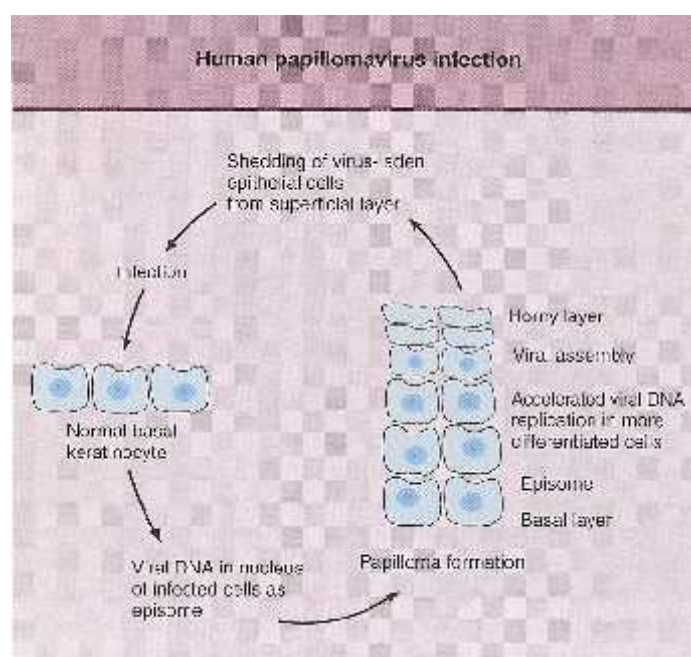 Human papillomavirus infection
Shedding of virus-laden
epithelial cells
from superficial layer
Infection
Normal basal
keratinocyte
Viral DNA in nucleus
of infected cells as
episome
Papilloma formation
Horny layer
Viral assembly
Accelerated viral DNA
replication in more
differentiated cells
Episome
Basal layer